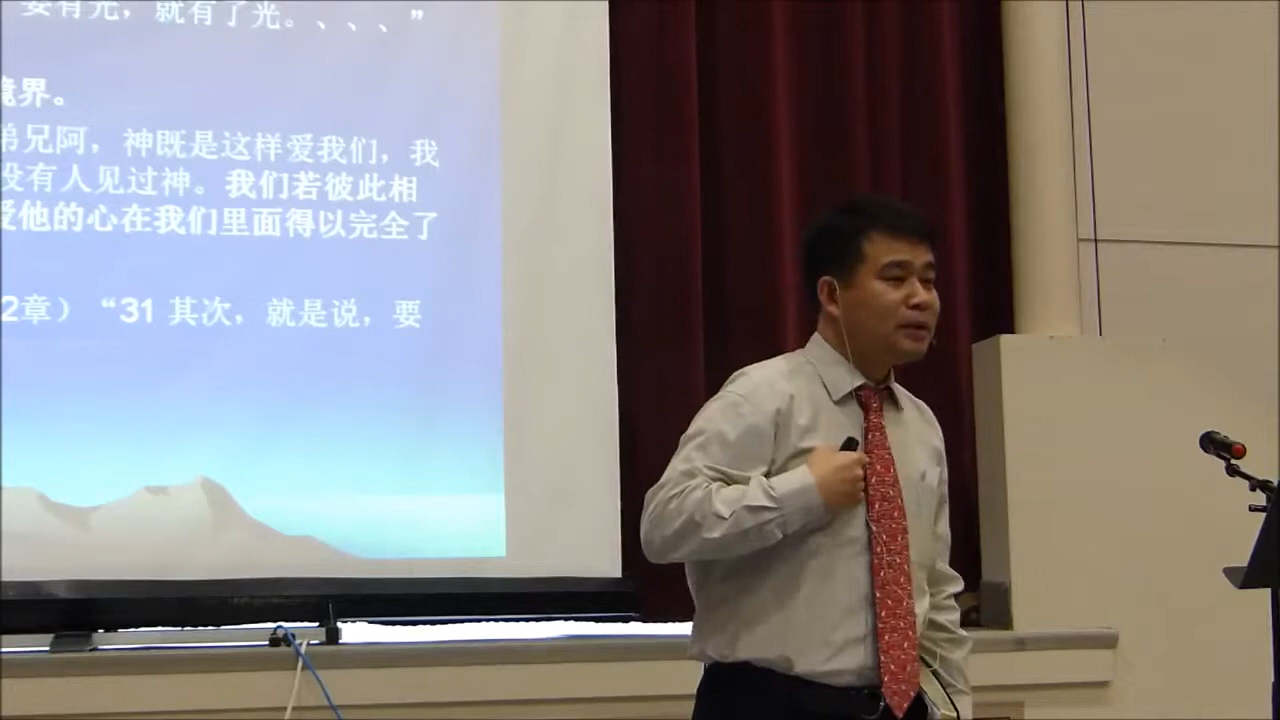 要有光，就有了光。、、、、”
境界。
弟兄阿，神既是这样爱我们，我
没有人见过神。我们若彼此相
爱他的心在我们里面得以完全了
2章）“31 其次，就是说，要